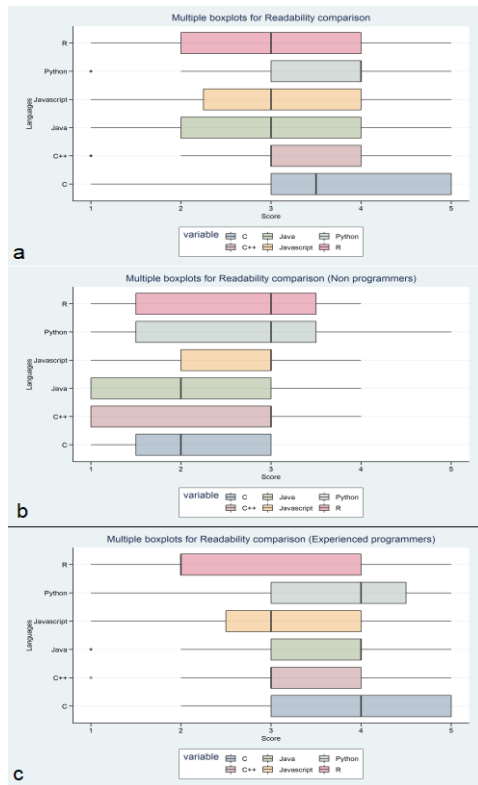 Multiple boxplots for Readability comparison
Languages
R
Python
Javascript
Java
C++
C
1 2 3 4 5
Score
a
variable C Java Python
C++ Javascript R
Multiple boxplots for Readability comparison (Non programmers)
Languages
R
Python
Javascript
Java
C++
C
1 2 3 4 5
Score
b
variable C Java Python
C++ Javascript R
Multiple boxplots for Readability comparison (Experienced programmers)
Languages
R
Python
Javascript
Java
C++
C
1 2 3 4 5
Score
c
variable C Java Python
C++ Javascript R